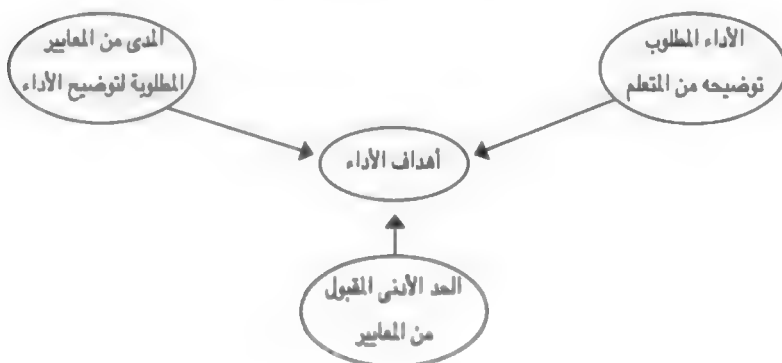 الأداء المطلوب
توضيحه من المتعلم
المدى من المعايير
المطلوبة لتوضيح الأداء
أهداف الأداء
الحد الأدنى المقبول
من المعايير